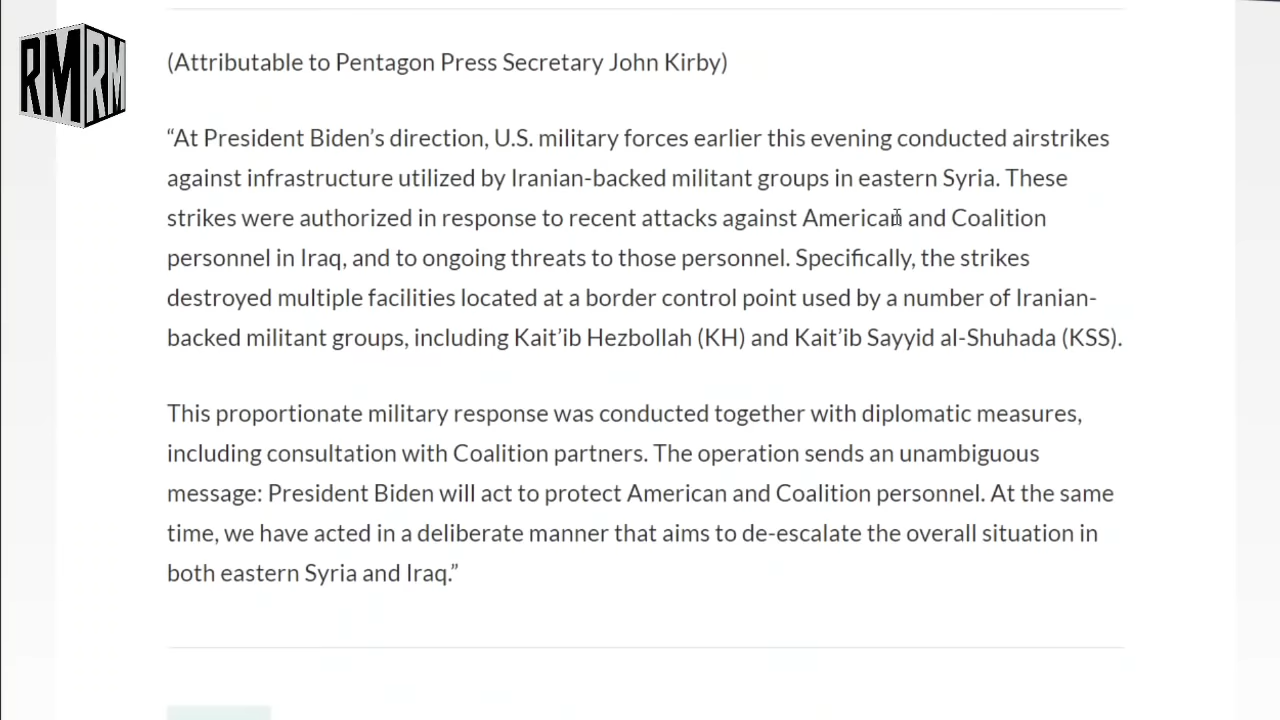 RMRM
(Attributable to Pentagon Press Secretary John Kirby)
“At President Biden’s direction, U.S. military forces earlier this evening conducted airstrikes
against infrastructure utilized by Iranian-backed militant groups in eastern Syria. These
strikes were authorized in response to recent attacks against American and Coalition
personnel in Iraq, and to ongoing threats to those personnel. Specifically, the strikes
destroyed multiple facilities located at a border control point used by a number of Iranian-
backed militant groups, including Kait’ib Hezbollah (KH) and Kait’ib Sayyid al-Shuhada (KSS).
This proportionate military response was conducted together with diplomatic measures,
including consultation with Coalition partners. The operation sends an unambiguous
message: President Biden will act to protect American and Coalition personnel. At the same
time, we have acted in a deliberate manner that aims to de-escalate the overall situation in
both eastern Syria and Iraq.”